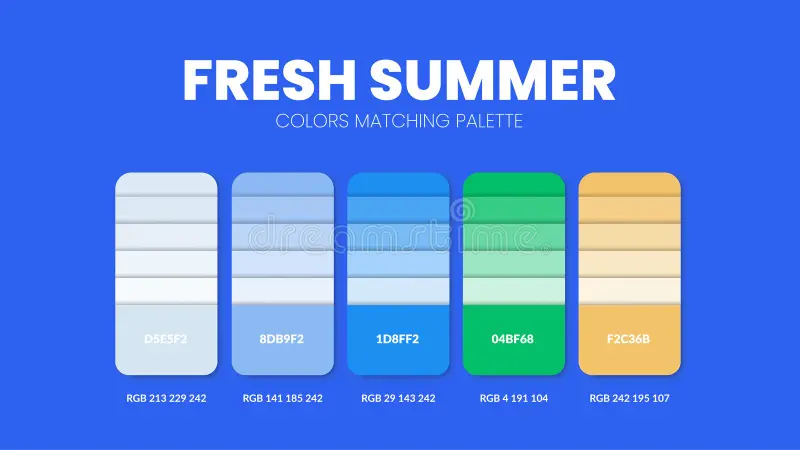 FRESH SUMMER
COLORS MATCHING PALETTE
dreamstime.
D5E5F2 8DB9F2 1D8FF2 04BF68 F2C36B
RGB 213 229 242 RGB 141 185 242 RGB 29 143 242 RGB 4 191 104 RGB 242 195 107